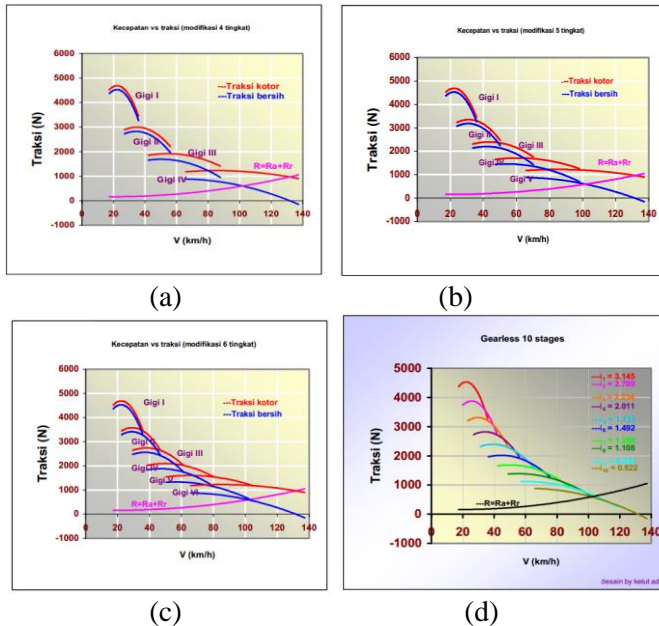 Kecepatan vs traksi (modifikasi 4 tingkat)
Traksi (N)
6000
5000
4000
3000
2000
1000
0
-1000
Gigi I
Gigi II
Gigi III
Gigi IV
---Traksi kotor
---Traksi bersih
R=Ra+Rr
0 20 40 60 80 100 120 140
V (km/h)
(a)
Kecepatan vs traksi (modifikasi 5 tingkat)
Traksi (N)
6000
5000
4000
3000
2000
1000
0
-1000
Gigi I
Gigi II
Gigi III
Gigi IV
Gigi V
---Traksi kotor
---Traksi bersih
R=Ra+Rr
0 20 40 60 80 100 120 140
V (km/h)
(b)
Kecepatan vs traksi (modifikasi 6 tingkat)
Traksi (N)
6000
5000
4000
3000
2000
1000
0
-1000
Gigi I
Gigi III
Gigi V
Gigi VI
---Traksi kotor
---Traksi bersih
R=Ra+Rr
0 20 40 60 80 100 120 140
V (km/h)
(c)
Gearless 10 stages
Traksi (N)
5000
4000
3000
2000
1000
0
-1000
= 3.145
= 2.011
= 1.492
= 1.108
= 0.822
---R=Ra+Rr
0 20 40 60 80 100 120 140
V (km/h)
desain by ketut ad
(d)